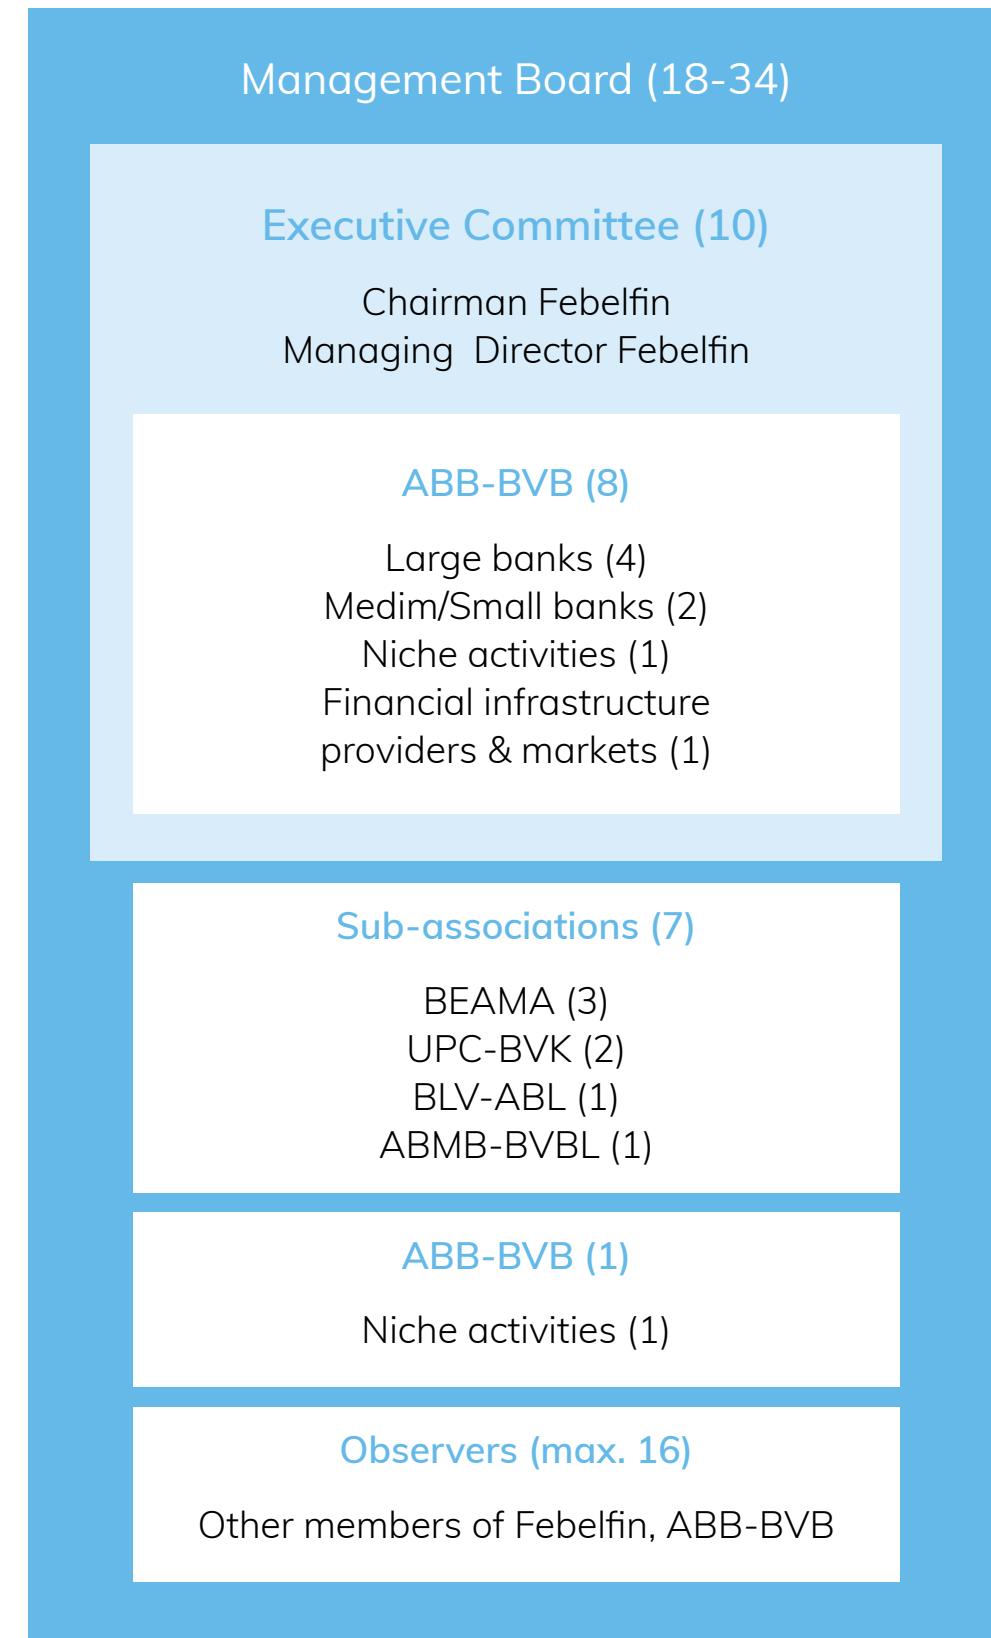 Management Board (18-34)
Executive Committee (10)
Chairman Febelfin
Managing  Director Febelfin
ABB-BVB (8)
Large banks (4)
Medim/Small banks (2)
Niche activities (1)
Financial infrastructure
providers & markets (1)
Sub-associations (7)
BEAMA (3)
UPC-BVK (2)
BLV-ABL (1)
ABMB-BVBL (1)
ABB-BVB (1)
Niche activities (1)
Observers (max. 16)
Other members of Febelfin, ABB-BVB